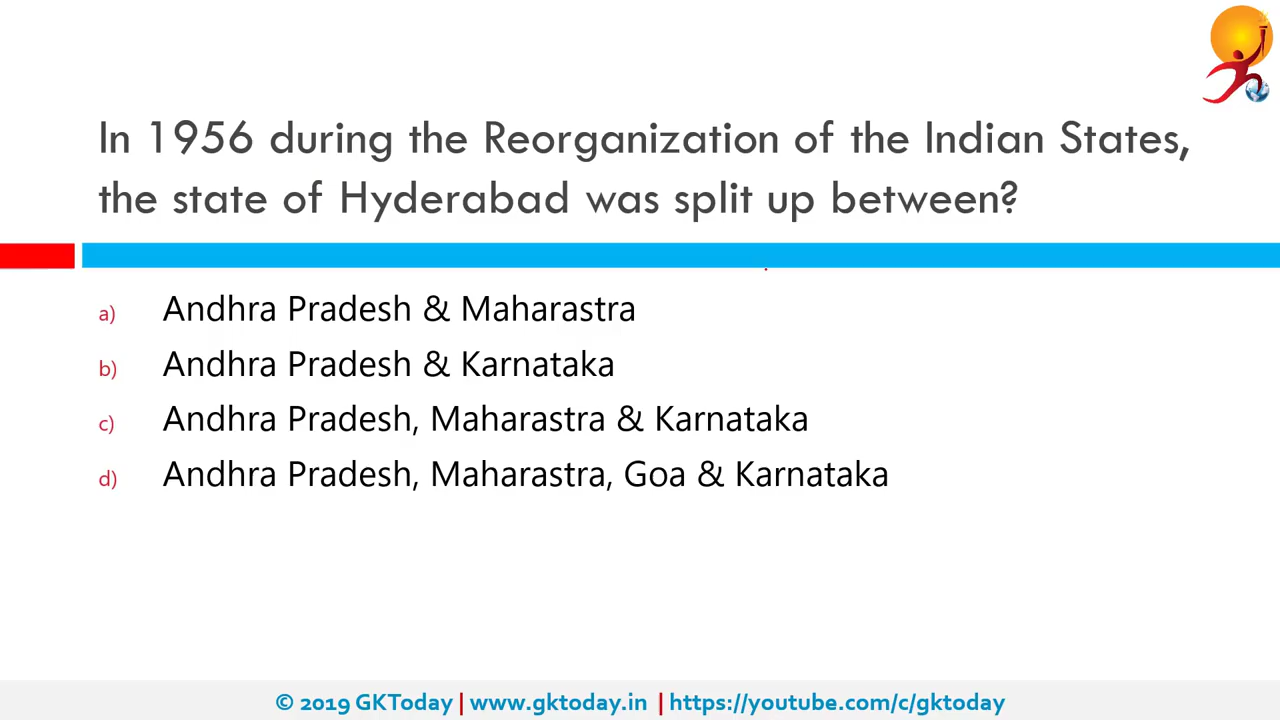 In 1956 during the Reorganization of the Indian States,
the state of Hyderabad was split up between?
a) Andhra Pradesh & Maharastra
b) Andhra Pradesh & Karnataka
c) Andhra Pradesh, Maharastra & Karnataka
d) Andhra Pradesh, Maharastra, Goa & Karnataka
© 2019 GKToday | www.gktoday.in | https://youtube.com/c/gktoday